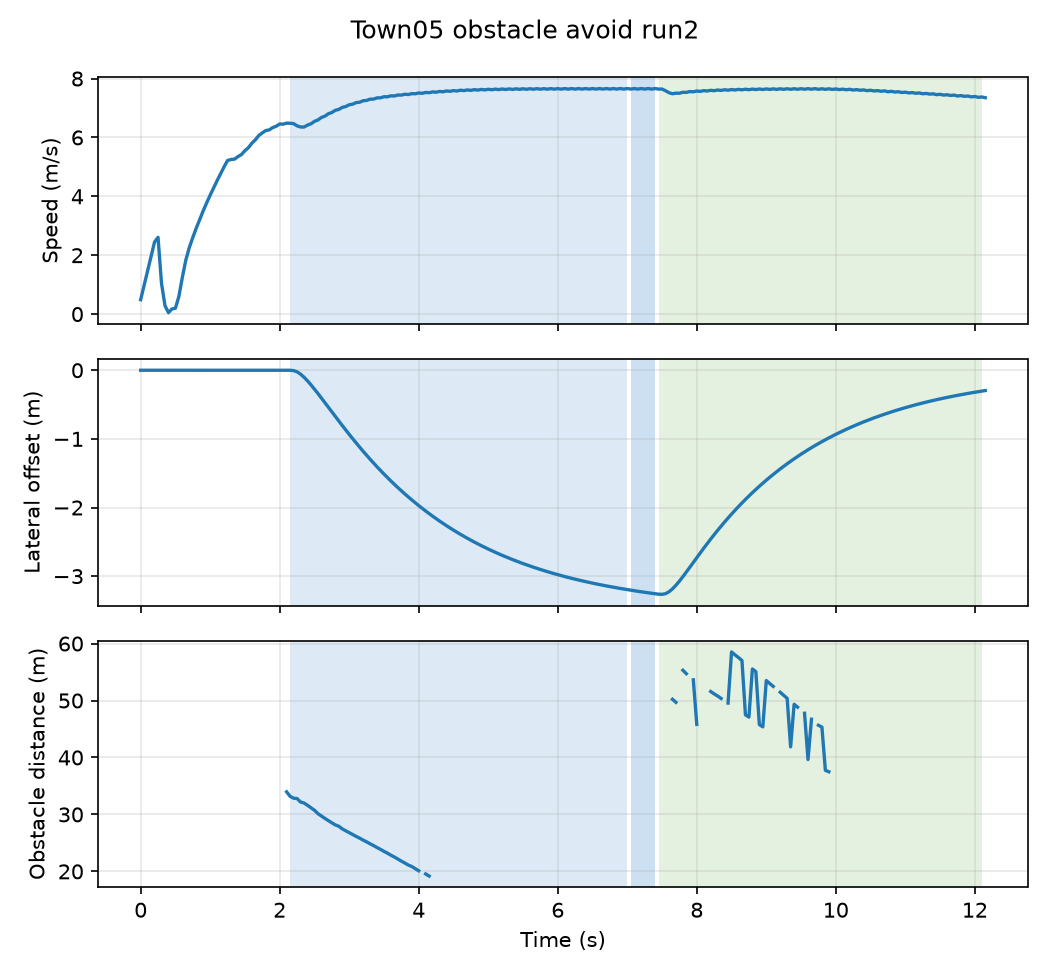 Town05 obstacle avoid run2
Speed (m/s)
8
6
4
2
0
Lateral offset (m)
0
−1
−2
−3
Obstacle distance (m)
60
50
40
30
20
0 2 4 6 8 10 12
Time (s)